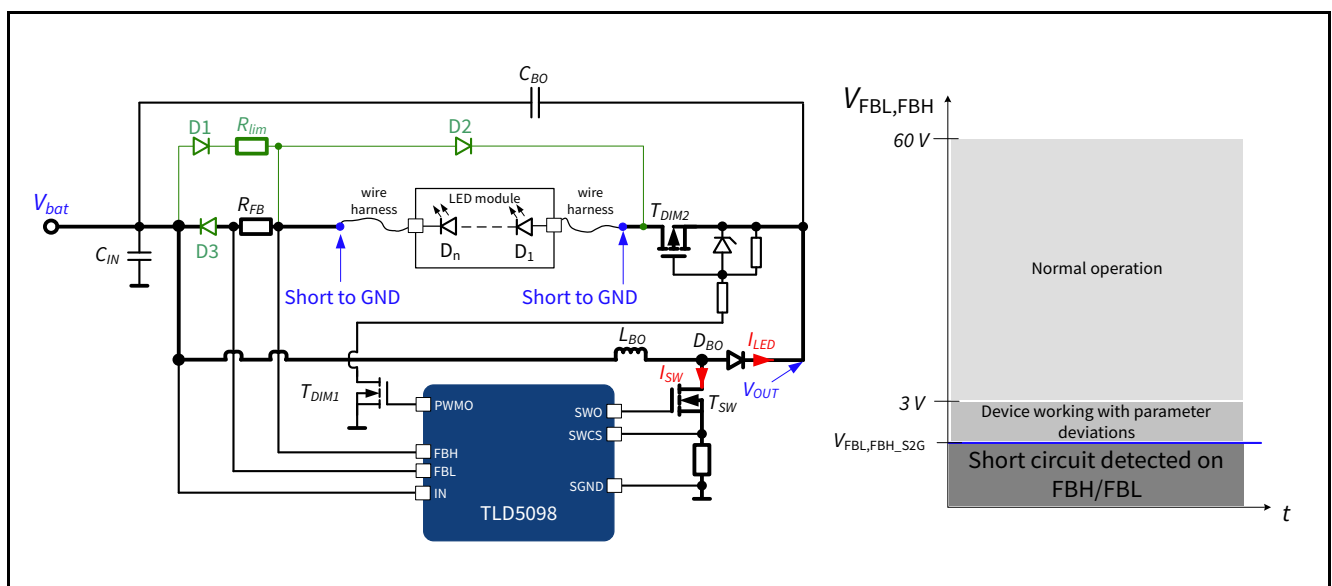 C_BO
D1
R_lim
D2
V_bat
R_FB
D3
C_IN
wire
harness
LED module
D_n
D_1
wire
harness
T_DIM2
Short to GND
Short to GND
L_BO
D_BO
I_LED
I_SW
V_OUT
T_DIM1
T_SW
PWMO
FBH
FBL
IN
SWO
SWCS
SGND
TLD5098
V_FBL,FBH
60 V
Normal operation
3 V
Device working with parameter
deviations
V_FBL,FBH_S2G
Short circuit detected on
FBH/FBL
t